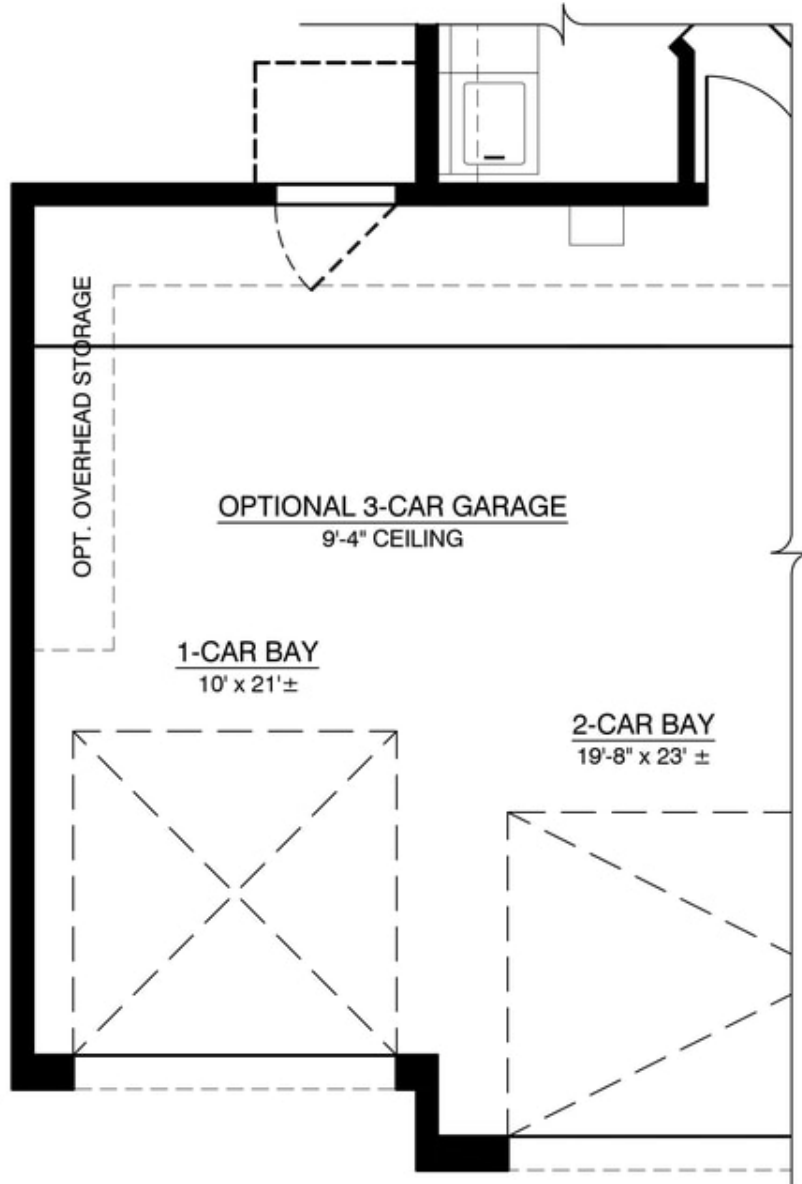 OPT. OVERHEAD STORAGE
OPTIONAL 3-CAR GARAGE
9'-4" CEILING
1-CAR BAY
10' x 21'±
2-CAR BAY
19'-8" x 23' ±